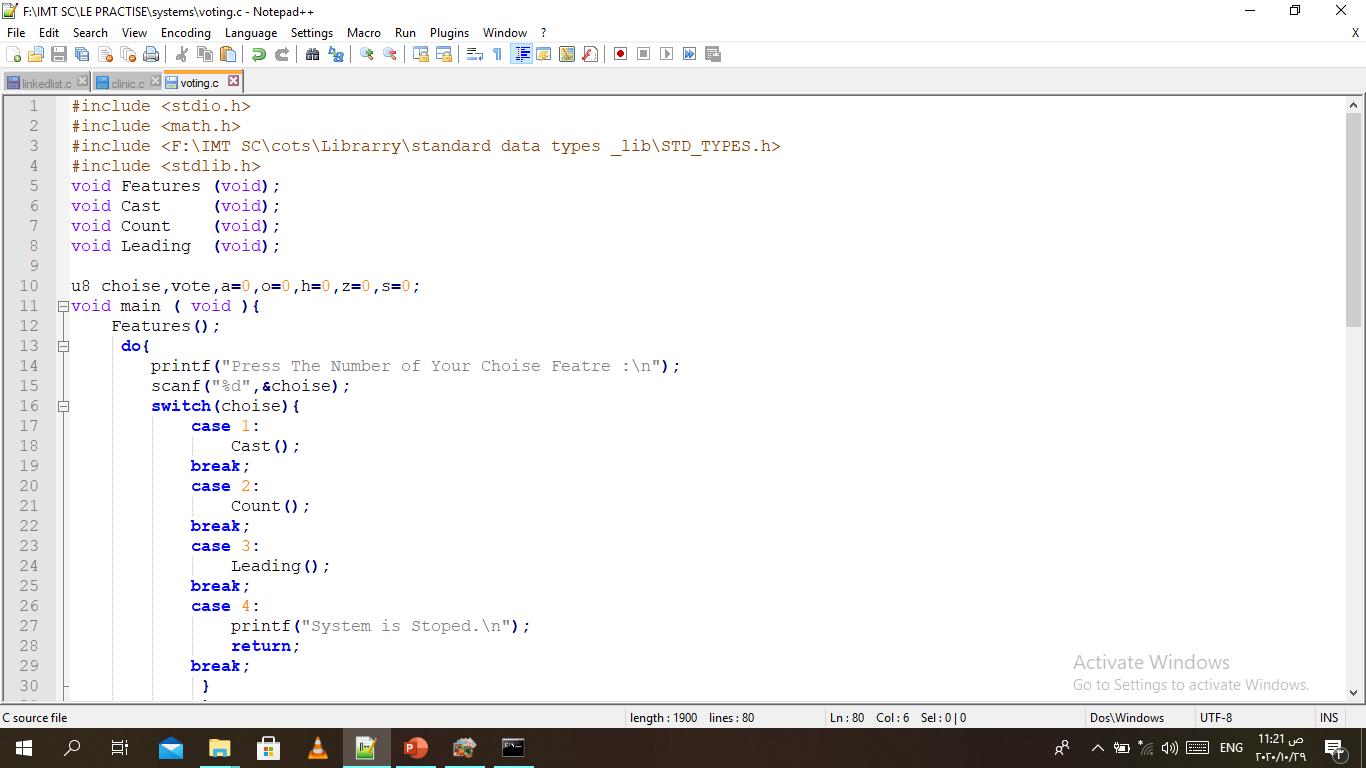 F:\IMT SC\LE PRACTISE\systems\voting.c - Notepad++
File Edit Search View Encoding Language Settings Macro Run Plugins Window ? X
linkedlist.c clinic.c voting.c
1 #include <stdio.h>
2 #include <math.h>
3 #include <F:\IMT SC\cots\Librarry\standard data types _lib\STD_TYPES.h>
4 #include <stdlib.h>
5 void Features (void);
6 void Cast (void);
7 void Count (void);
8 void Leading (void);
9
10 u8 choise,vote,a=0,o=0,h=0,z=0,s=0;
11 void main ( void ){
12 Features();
13 do{
14 printf("Press The Number of Your Choise Featre :\n");
15 scanf("%d",&choise);
16 switch(choise){
17 case 1:
18 Cast();
19 break;
20 case 2:
21 Count();
22 break;
23 case 3:
24 Leading();
25 break;
26 case 4:
27 printf("System is Stoped.\n");
28 return;
29 break;
30 }
Activate Windows
Go to Settings to activate Windows.
C source file length : 1900 lines : 80 Ln : 80 Col : 6 Sel : 0 | 0 Dos\Windows UTF-8 INS
ENG 11:21 ص
٢٠٢٠/١٠/٢٩
٣